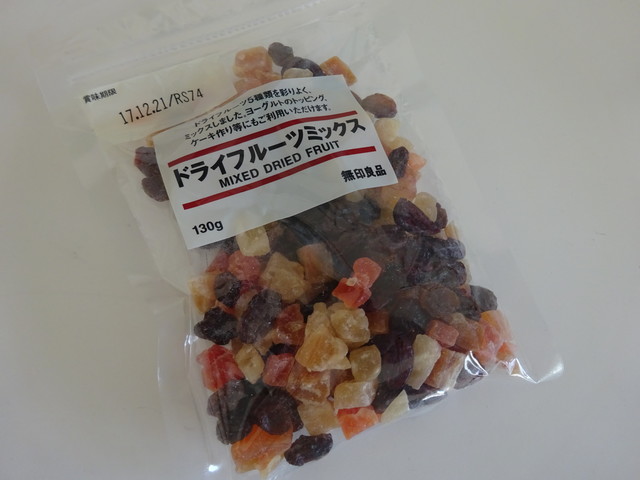 賞味期限
17.12.21/RS74
ドライフルーツ5種類を彩りよく、
ミックスしました。ヨーグルトのトッピング、
ケーキ作り等にもご利用いただけます。
ドライフルーツミックス
MIXED DRIED FRUIT
無印良品
130g